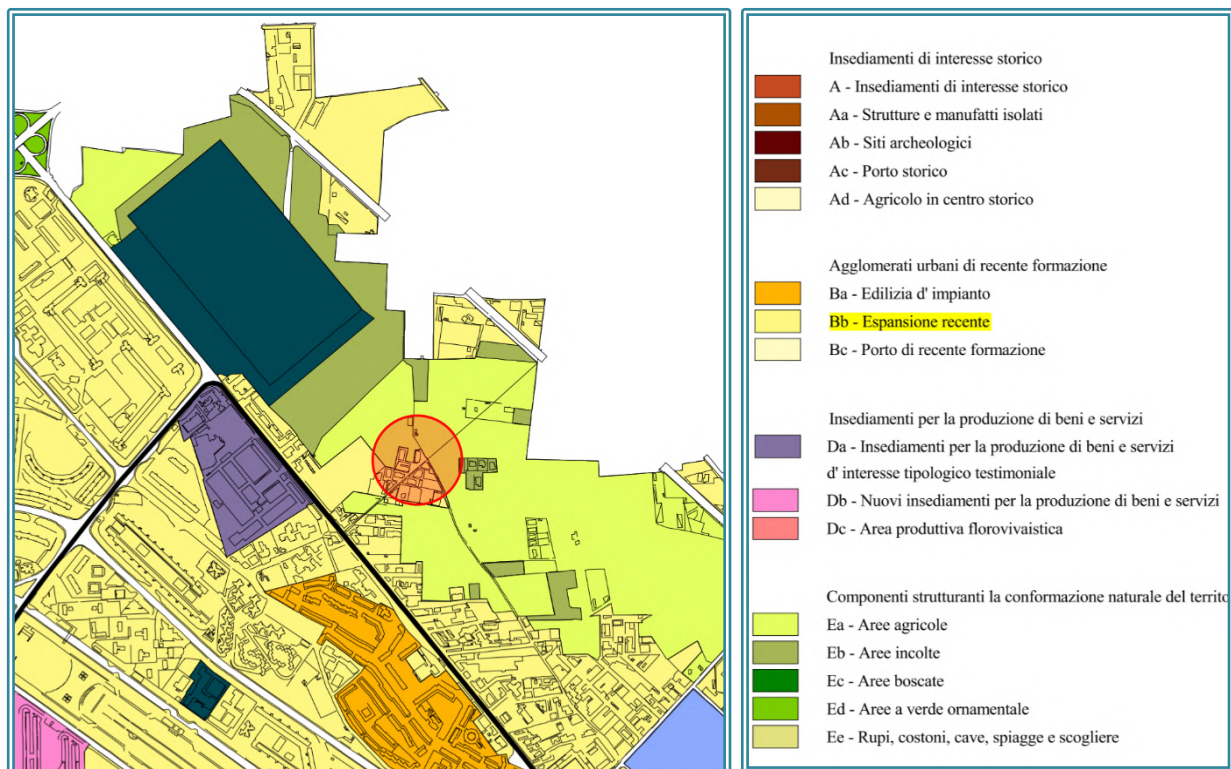 Insediamenti di interesse storico
A - Insediamenti di interesse storico
Aa - Strutture e manufatti isolati
Ab - Siti archeologici
Ac - Porto storico
Ad - Agricolo in centro storico
Agglomerati urbani di recente formazione
Ba - Edilizia d' impianto
Bb - Espansione recente
Bc - Porto di recente formazione
Insediamenti per la produzione di beni e servizi
Da - Insediamenti per la produzione di beni e servizi
d' interesse tipologico testimoniale
Db - Nuovi insediamenti per la produzione di beni e servizi
Dc - Area produttiva florovivaistica
Componenti strutturanti la conformazione naturale del territo
Ea - Aree agricole
Eb - Aree incolte
Ec - Aree boscate
Ed - Aree a verde ornamentale
Ee - Rupi, costoni, cave, spiagge e scogliere